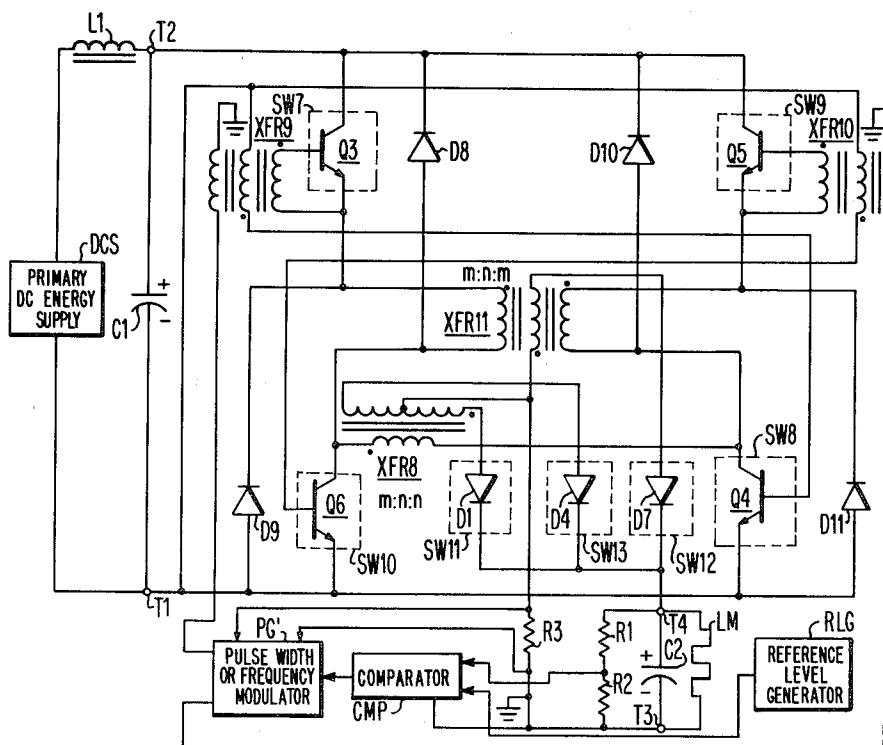 L1
T2
SW7
XFR9
Q3
D8
D10
SW9
XFR10
Q5
DCS
PRIMARY
DC ENERGY
SUPPLY
+
-
C1
m:n:m
XFR11
XFR8
m:n:n
SW8
Q6
D1
D4
D7
Q4
D9
D11
SW10
SW11
SW13
SW12
T1
PG'
PULSE WIDTH
OR FREQUENCY
MODULATOR
COMPARATOR
CMP
R3
R1
R2
T4
LM
C2
+
-
T3
RLG
REFERENCE
LEVEL
GENERATOR